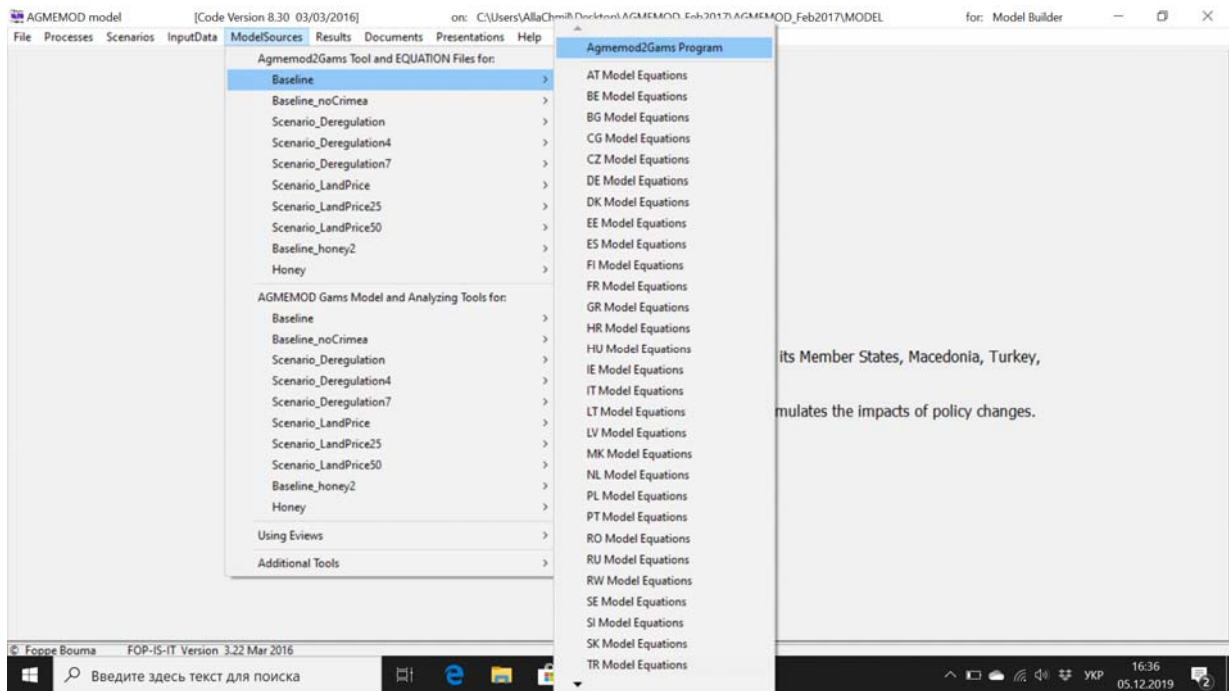 AGMEMOD model [Code Version 8.30 03/03/2016] on: C:\Users\AllaChmil\Desktop\AGMEMOD_Feb2017\AGMEMOD_Feb2017\MODEL for: Model Builder
File Processes Scenarios InputData ModelSources Results Documents Presentations Help
Agmemod2Gams Tool and EQUATION Files for:
Baseline
Baseline_noCrimea
Scenario_Deregulation
Scenario_Deregulation4
Scenario_Deregulation7
Scenario_LandPrice
Scenario_LandPrice25
Scenario_LandPrice50
Baseline_honey2
Honey
AGMEMOD Gams Model and Analyzing Tools for:
Baseline
Baseline_noCrimea
Scenario_Deregulation
Scenario_Deregulation4
Scenario_Deregulation7
Scenario_LandPrice
Scenario_LandPrice25
Scenario_LandPrice50
Baseline_honey2
Honey
Using Eviews
Additional Tools
Agmemod2Gams Program
AT Model Equations
BE Model Equations
BG Model Equations
CG Model Equations
CZ Model Equations
DE Model Equations
DK Model Equations
EE Model Equations
ES Model Equations
FI Model Equations
FR Model Equations
GR Model Equations
HR Model Equations
HU Model Equations
IE Model Equations
IT Model Equations
LT Model Equations
LV Model Equations
MK Model Equations
NL Model Equations
PL Model Equations
PT Model Equations
RO Model Equations
RU Model Equations
RW Model Equations
SE Model Equations
SI Model Equations
SK Model Equations
TR Model Equations
its Member States, Macedonia, Turkey,
mulates the impacts of policy changes.
© Foppe Bouma FOP-IS-IT Version 3.22 Mar 2016
Введите здесь текст для поиска
УКР
16:36
05.12.2019
2